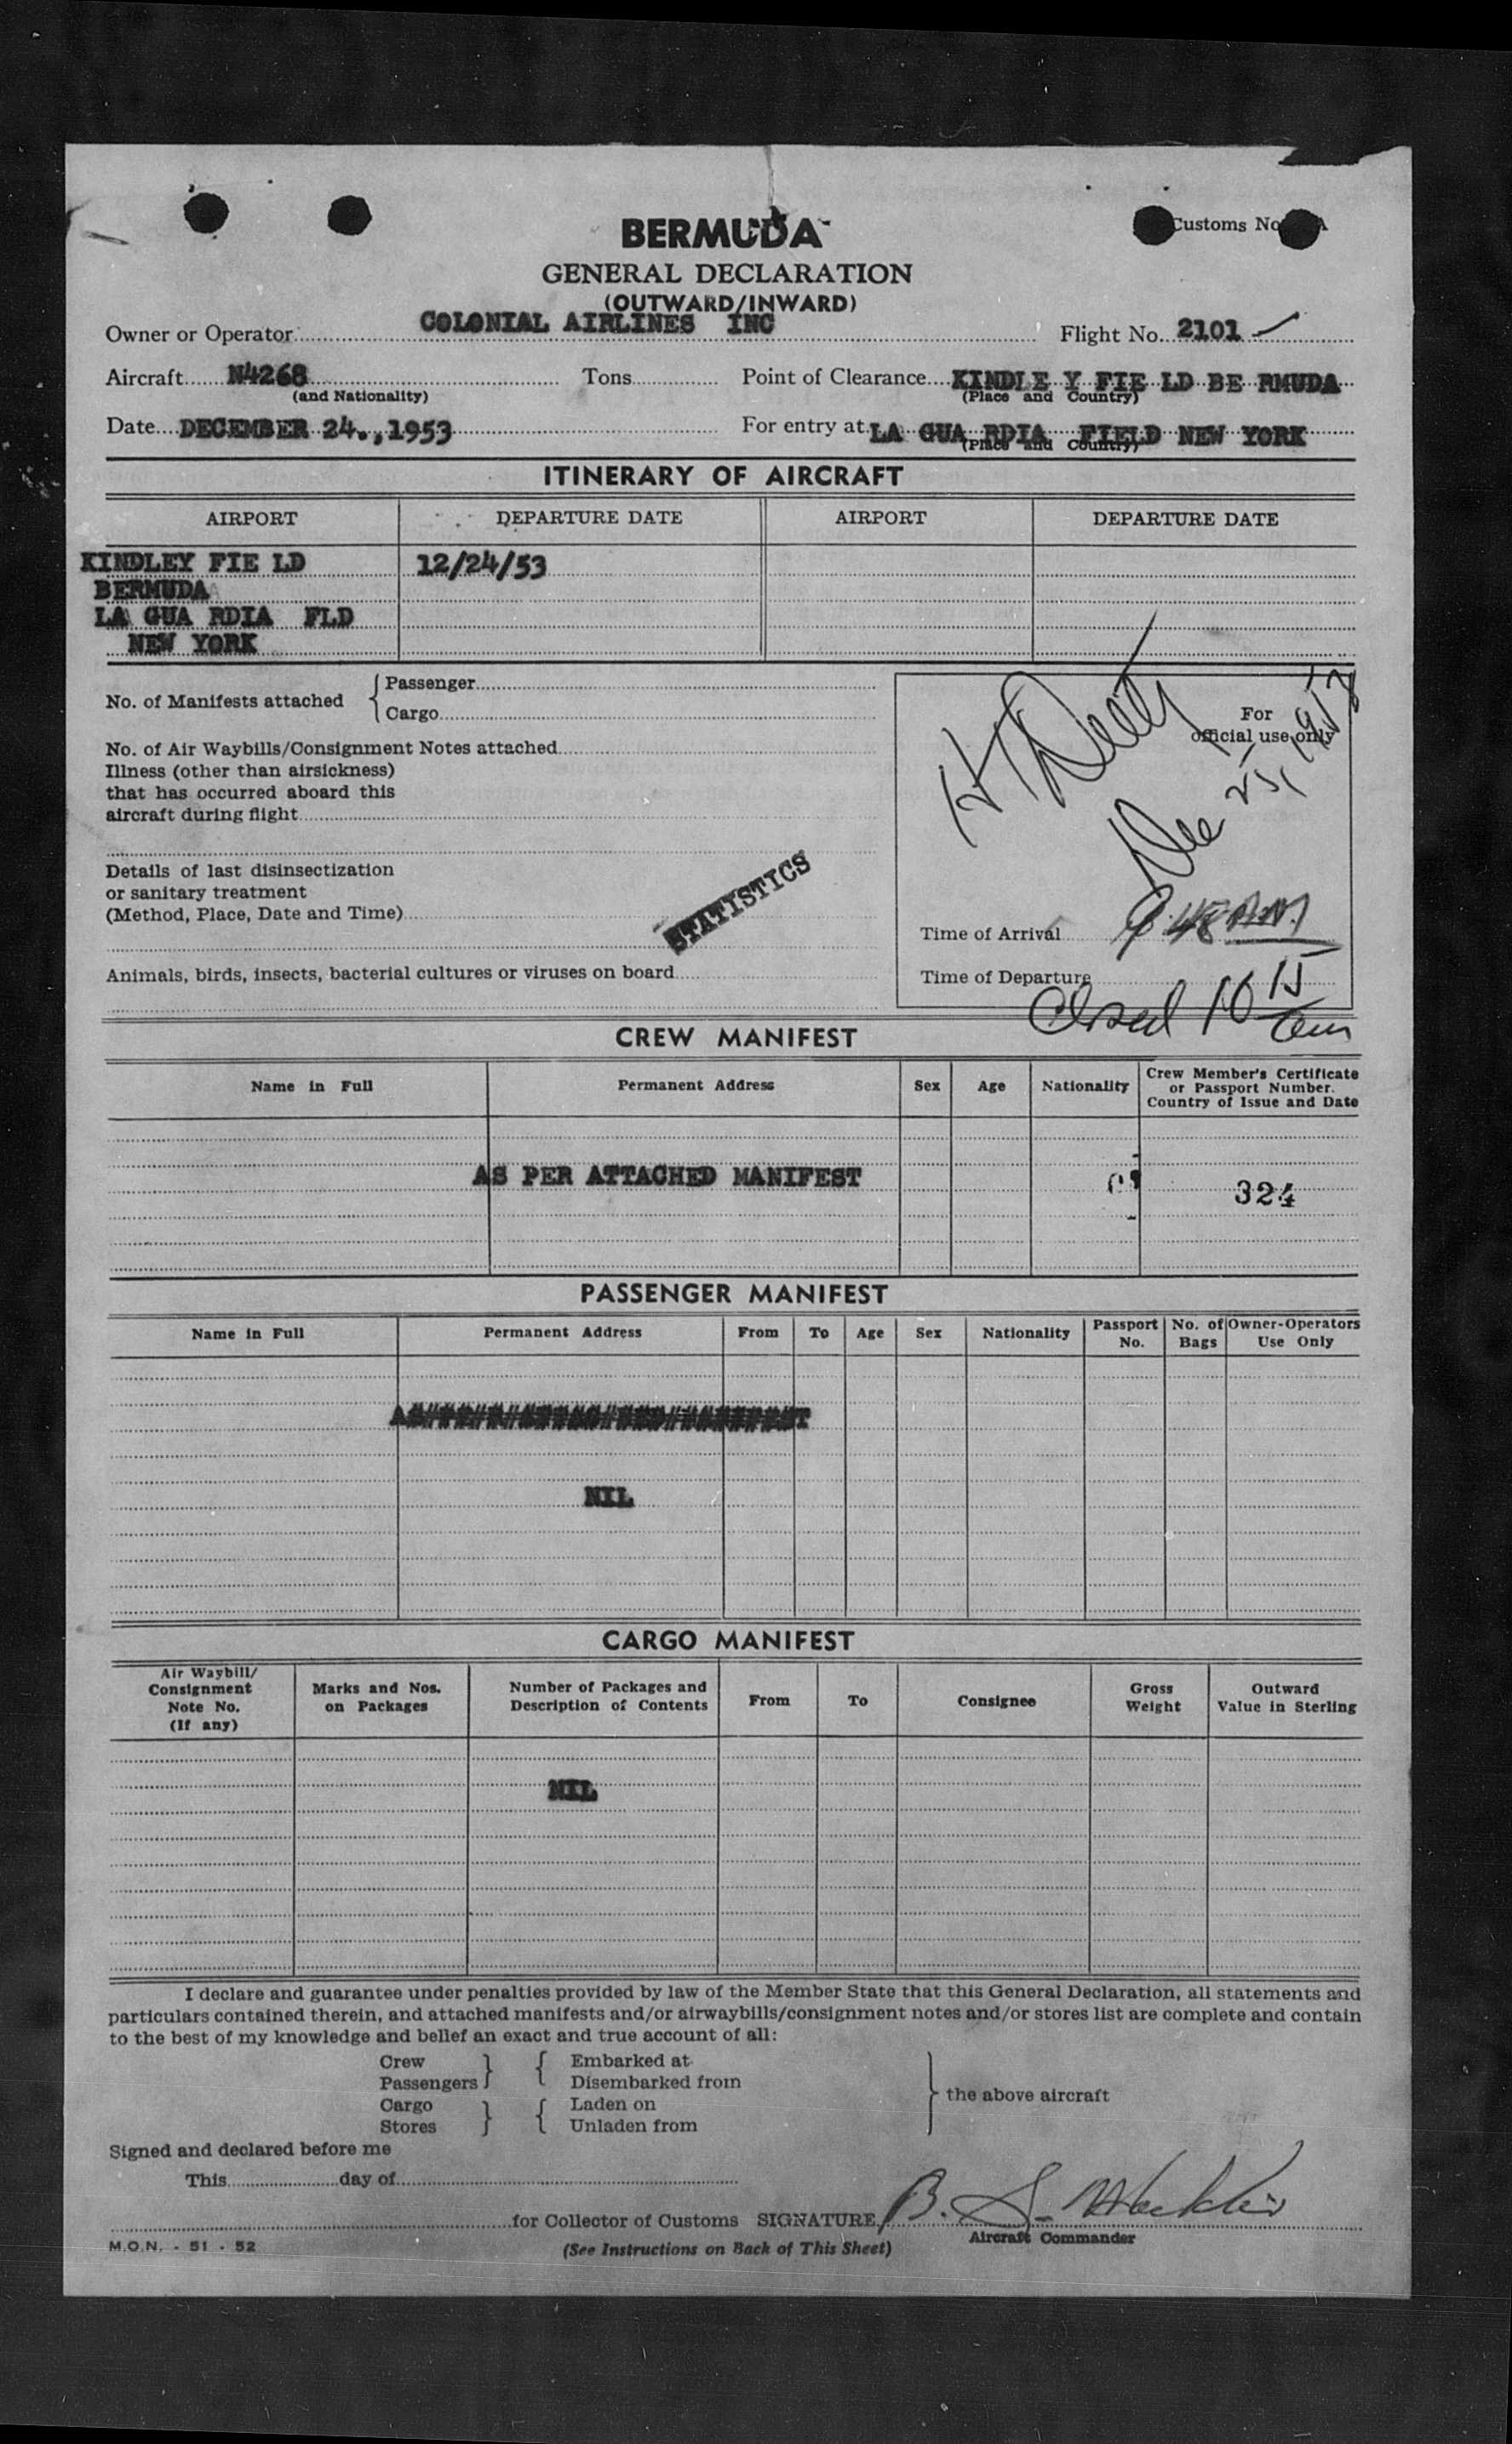 Customs No
BERMUDA
GENERAL DECLARATION
(OUTWARD/INWARD)
Owner or Operator COLONIAL AIRLINES INC Flight No. 2101
Aircraft N4268 Tons Point of Clearance KINDLE Y FIE LD BE RMUDA
(and Nationality) (Place and Country)
Date DECEMBER 24.,1953 For entry at LA GUA RDIA FIELD NEW YORK
(Place and Country)
ITINERARY OF AIRCRAFT
AIRPORT DEPARTURE DATE AIRPORT DEPARTURE DATE
KINDLEY FIE LD 12/24/53
BERMUDA
LA GUA RDIA FLD
NEW YORK
No. of Manifests attached { Passenger
Cargo
For
official use only
Dec 25, 1953
No. of Air Waybills/Consignment Notes attached
Illness (other than airsickness)
that has occurred aboard this
aircraft during flight
Details of last disinsectization
or sanitary treatment
(Method, Place, Date and Time)
STATISTICS
Time of Arrival 9:48 AM
Animals, birds, insects, bacterial cultures or viruses on board
Time of Departure
Closed 10 15 am
CREW MANIFEST
Name in Full Permanent Address Sex Age Nationality Crew Member's Certificate
or Passport Number.
Country of Issue and Date
AS PER ATTACHED MANIFEST
324
PASSENGER MANIFEST
Name in Full Permanent Address From To Age Sex Nationality Passport No. No. of Bags Owner-Operators Use Only
NIL
CARGO MANIFEST
Air Waybill/ Consignment Note No. (If any) Marks and Nos. on Packages Number of Packages and Description of Contents From To Consignee Gross Weight Outward Value in Sterling
NIL
I declare and guarantee under penalties provided by law of the Member State that this General Declaration, all statements and
particulars contained therein, and attached manifests and/or airwaybills/consignment notes and/or stores list are complete and contain
to the best of my knowledge and belief an exact and true account of all:
Crew } { Embarked at
Passengers Disembarked from
Cargo } { Laden on
Stores Unladen from
} the above aircraft
Signed and declared before me
This day of
for Collector of Customs SIGNATURE B. S.
Aircraft Commander
M.O.N. - 51 - 52 (See Instructions on Back of This Sheet)